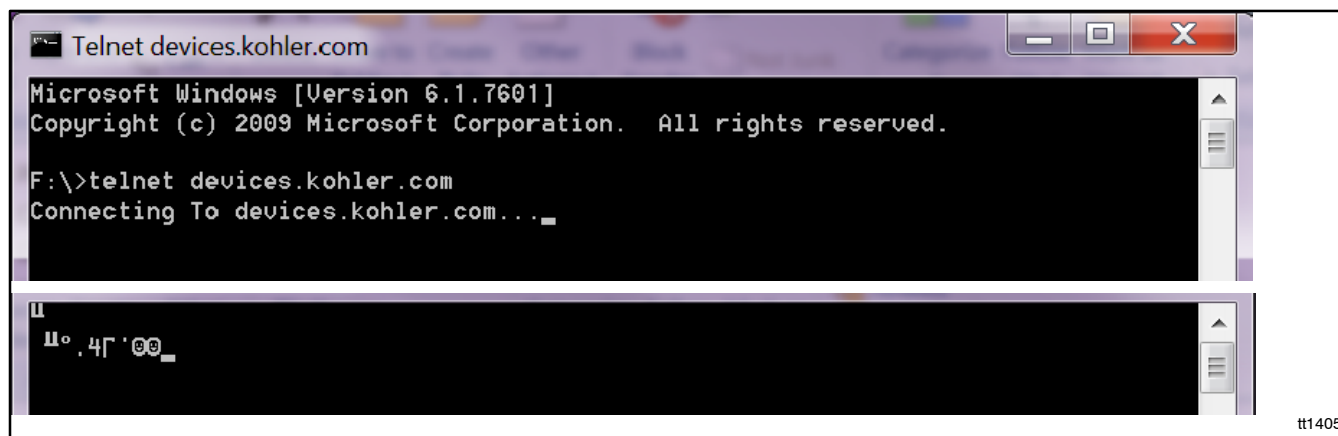 Telnet devices.kohler.com
Microsoft Windows [Version 6.1.7601]
Copyright (c) 2009 Microsoft Corporation.  All rights reserved.
F:\>telnet devices.kohler.com
Connecting To devices.kohler.com..._
tt1405